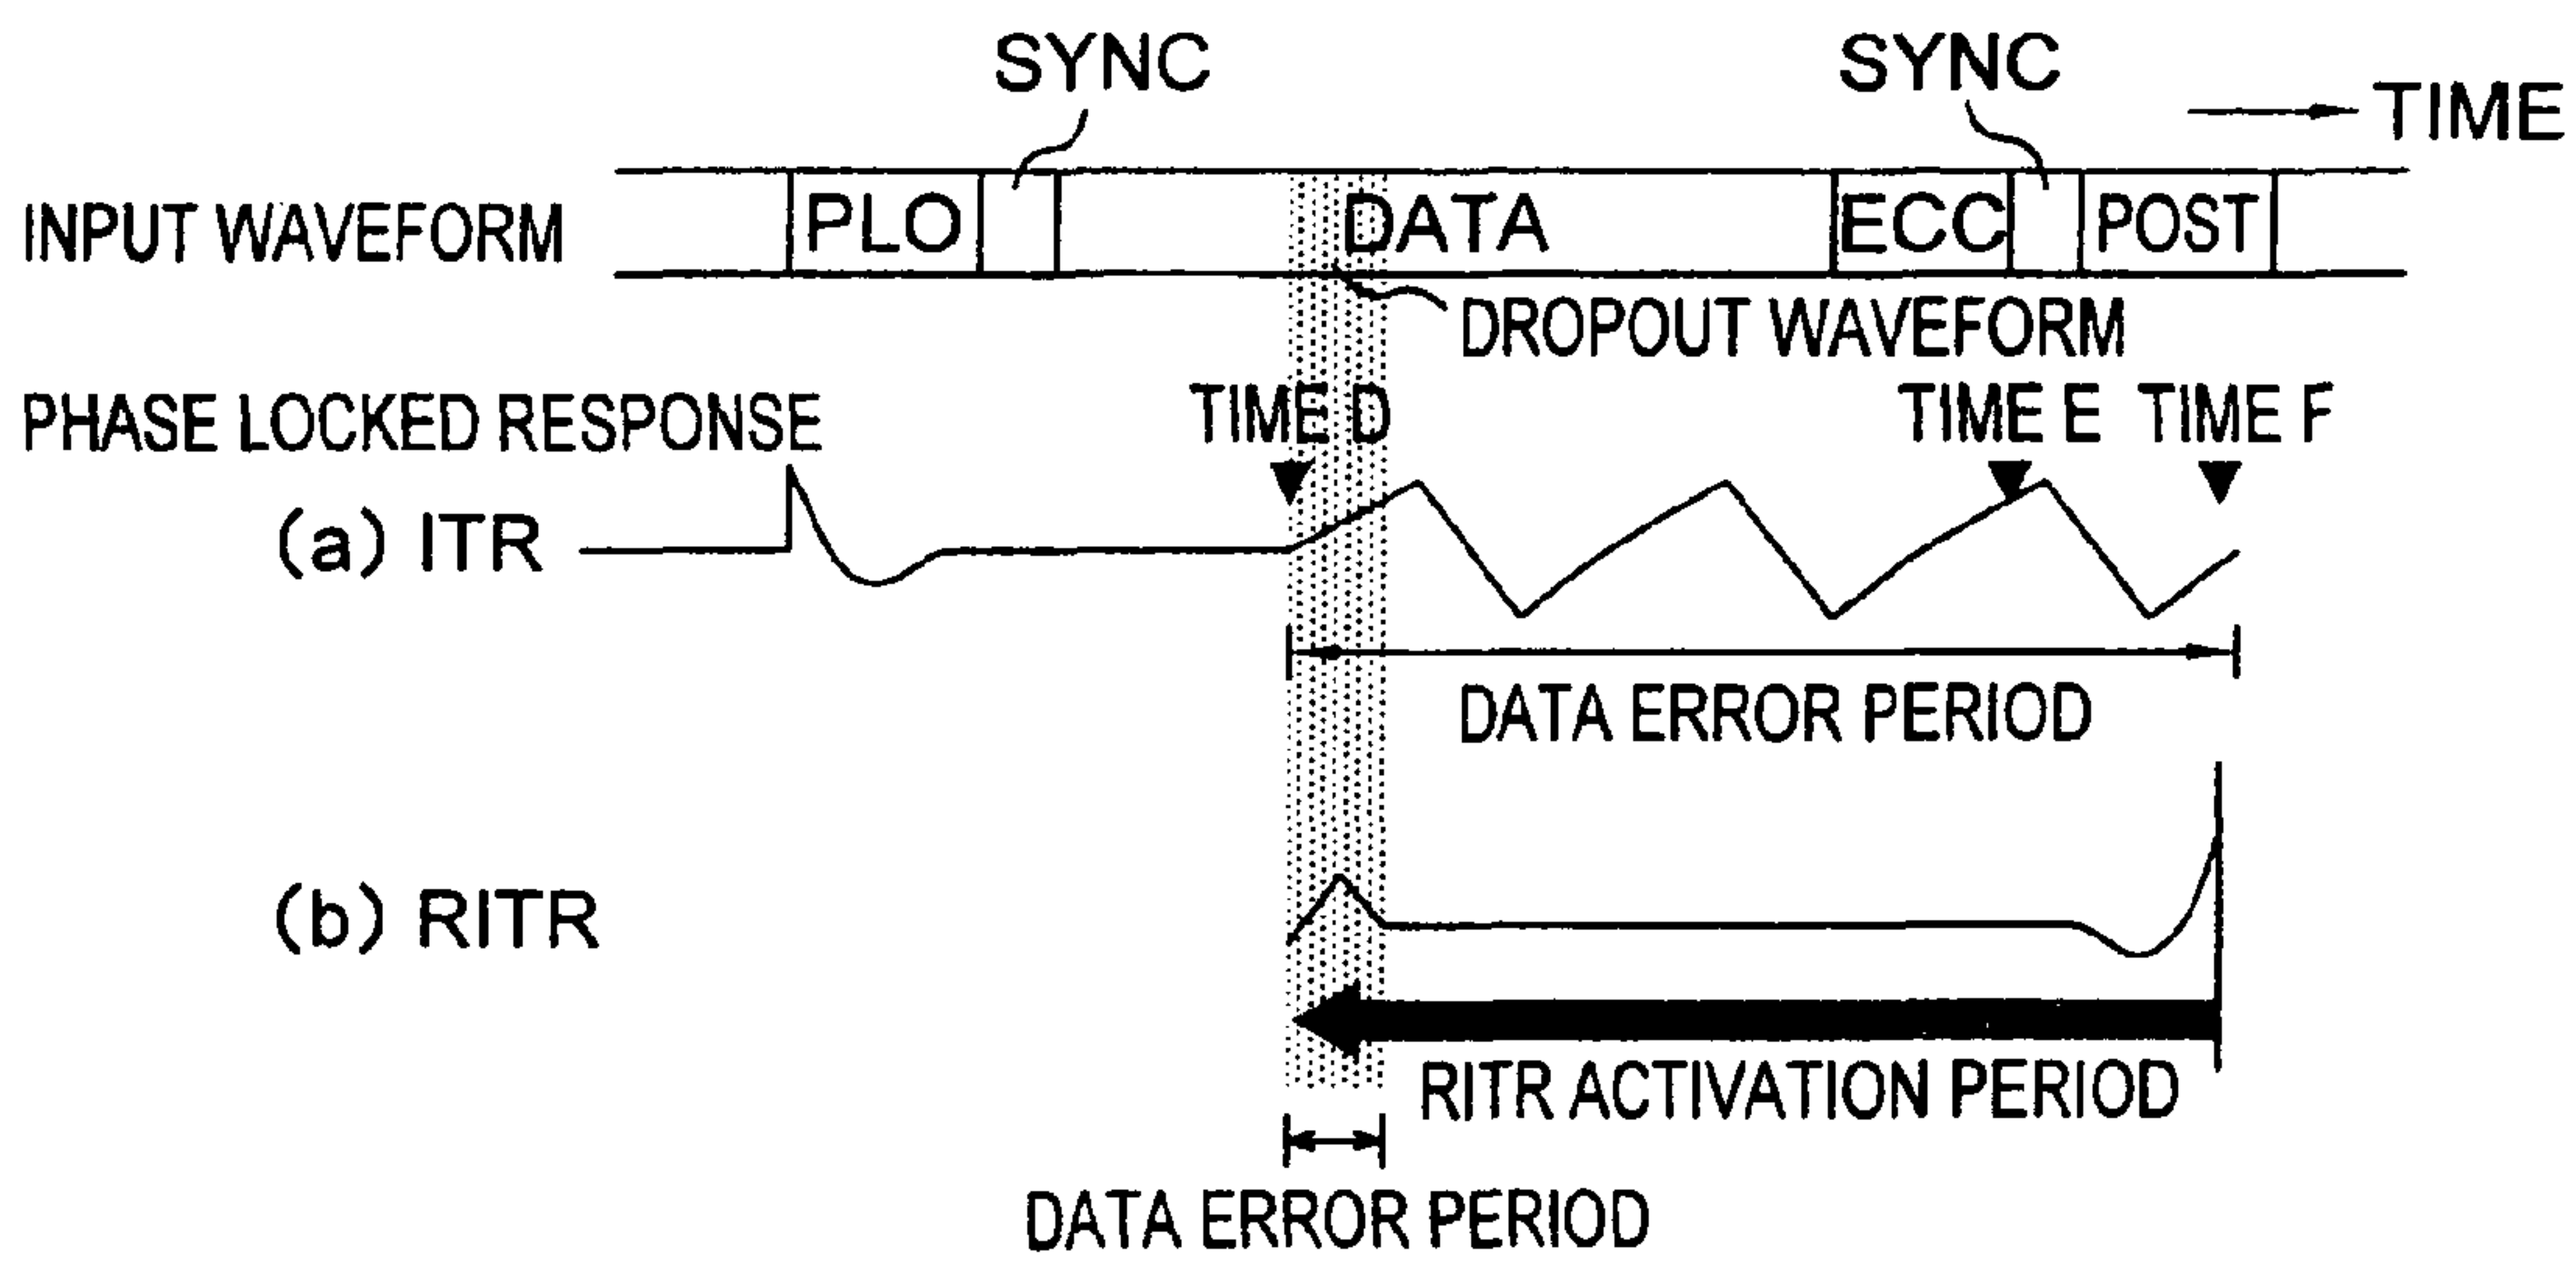 SYNC SYNC
TIME
INPUT WAVEFORM PLO DATA ECC POST
DROPOUT WAVEFORM
PHASE LOCKED RESPONSE TIME D TIME E TIME F
(a) ITR
DATA ERROR PERIOD
(b) RITR
RITR ACTIVATION PERIOD
DATA ERROR PERIOD